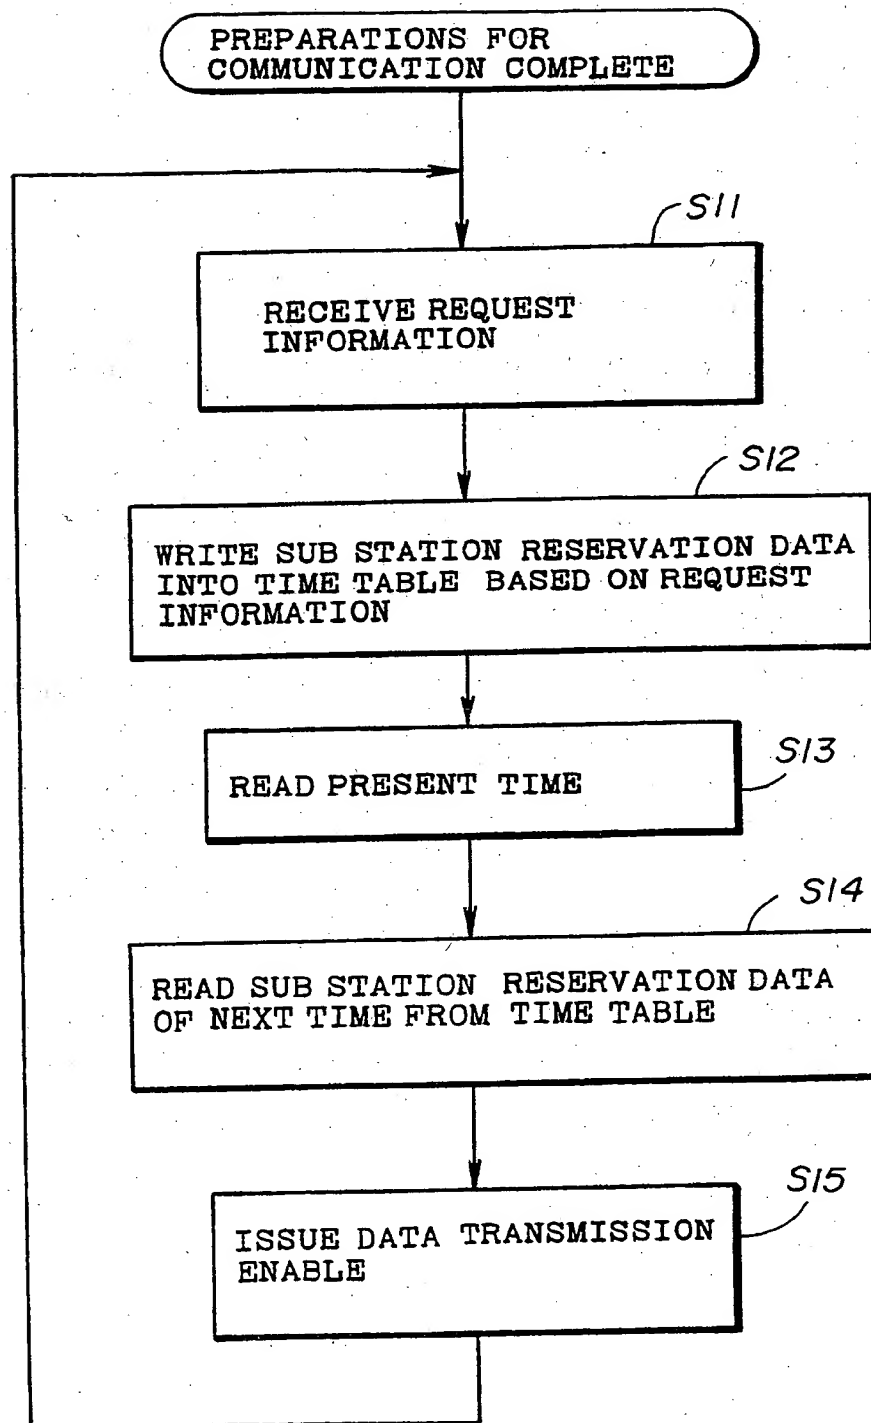 PREPARATIONS FOR
COMMUNICATION COMPLETE
S11
RECEIVE REQUEST
INFORMATION
S12
WRITE SUB STATION RESERVATION DATA
INTO TIME TABLE BASED ON REQUEST
INFORMATION
S13
READ PRESENT TIME
S14
READ SUB STATION RESERVATION DATA
OF NEXT TIME FROM TIME TABLE
S15
ISSUE DATA TRANSMISSION
ENABLE